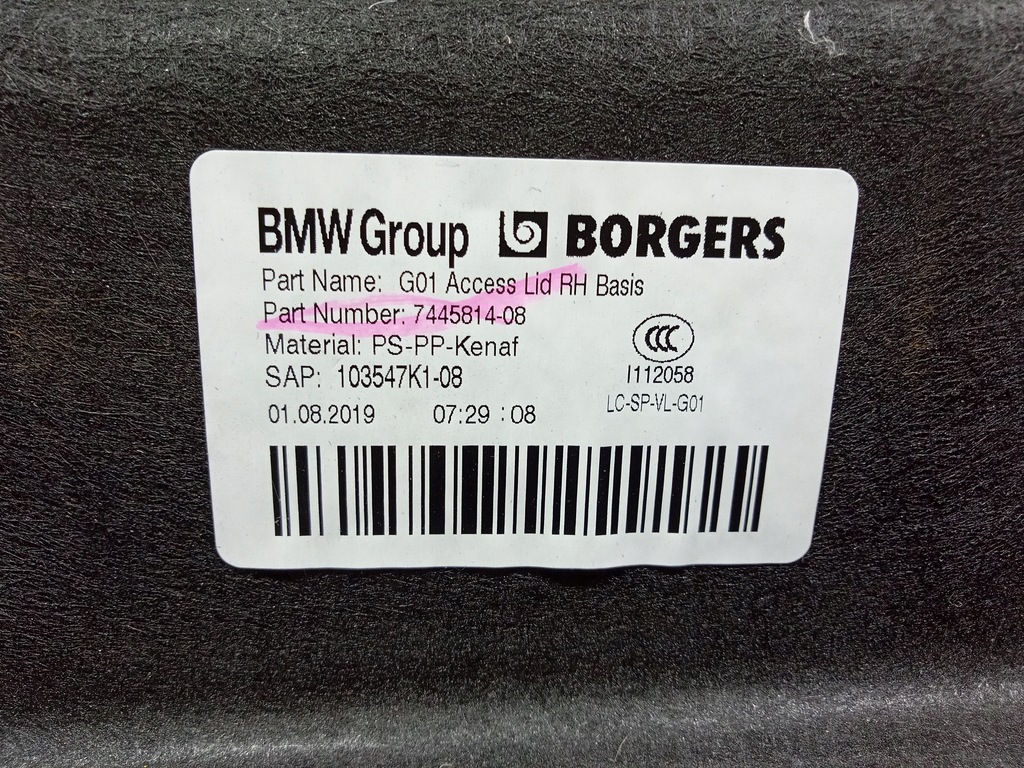 BMW Group BORGERS
Part Name: G01 Access Lid RH Basis
Part Number: 7445814-08
Material: PS-PP-Kenaf
SAP: 103547K1-08
CCC
I112058
LC-SP-VL-G01
01.08.2019 07:29 : 08